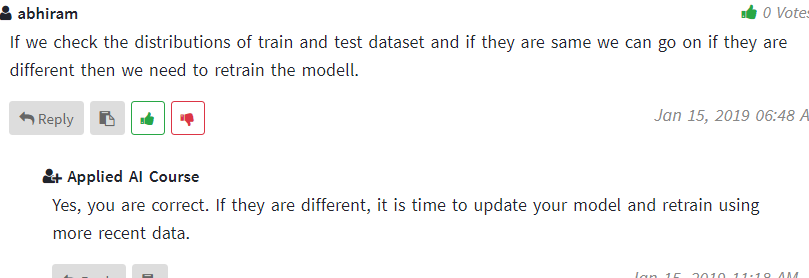 abhiram
0 Votes
If we check the distributions of train and test dataset and if they are same we can go on if they are
different then we need to retrain the modell.
Reply
Jan 15, 2019 06:48 A
Applied AI Course
Yes, you are correct. If they are different, it is time to update your model and retrain using
more recent data.
Reply
Jan 15, 2019 11:18 AM